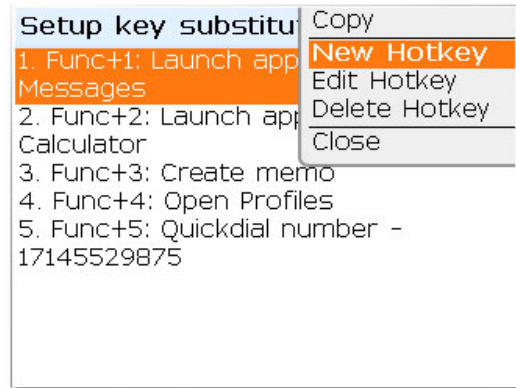 Setup key substitu
1. Func+1: Launch app
Messages
2. Func+2: Launch app
Calculator
3. Func+3: Create memo
4. Func+4: Open Profiles
5. Func+5: Quickdial number -
17145529875
Copy
New Hotkey
Edit Hotkey
Delete Hotkey
Close